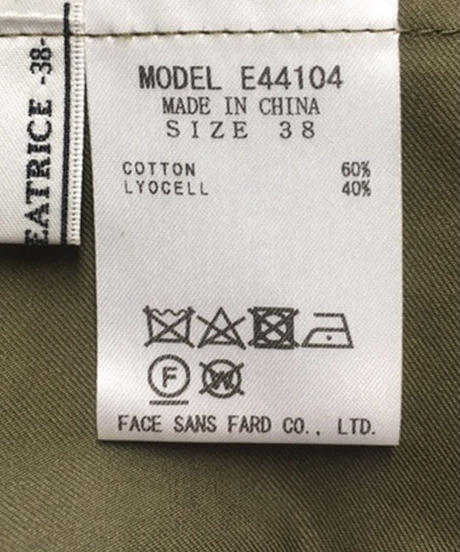 EATRICE -38-
MODEL E44104
MADE IN CHINA
SIZE 38
COTTON 60%
LYOCELL 40%
F W
FACE SANS FARD CO., LTD.